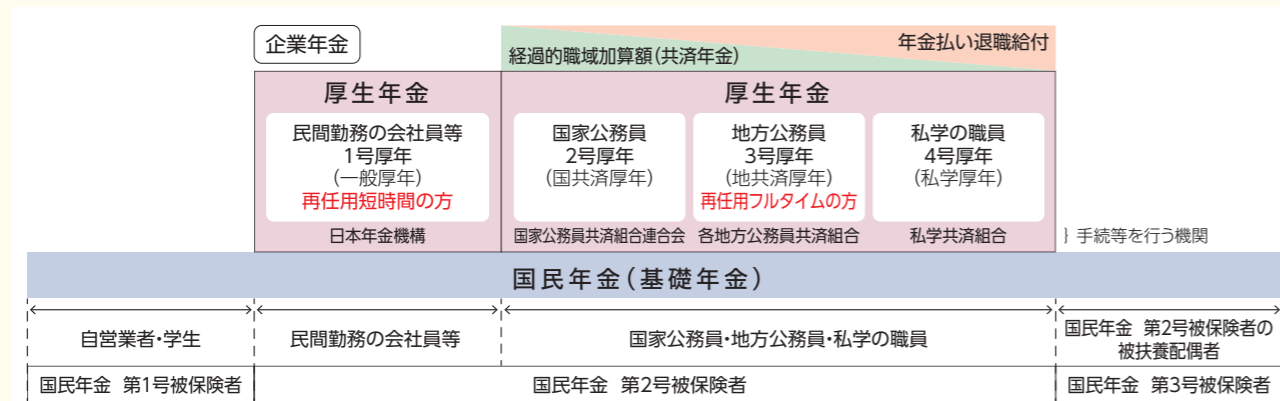 企業年金
年金払い退職給付
経過的職域加算額(共済年金)
厚生年金
厚生年金
民間勤務の会社員等
1号厚年
(一般厚年)
再任用短時間の方
国家公務員
2号厚年
(国共済厚年)
地方公務員
3号厚年
(地共済厚年)
再任用フルタイムの方
私学の職員
4号厚年
(私学厚年)
日本年金機構
国家公務員共済組合連合会
各地方公務員共済組合
私学共済組合
}手続等を行う機関
国民年金(基礎年金)
自営業者・学生
民間勤務の会社員等
国家公務員・地方公務員・私学の職員
国民年金 第2号被保険者の
被扶養配偶者
国民年金 第1号被保険者
国民年金 第2号被保険者
国民年金 第3号被保険者